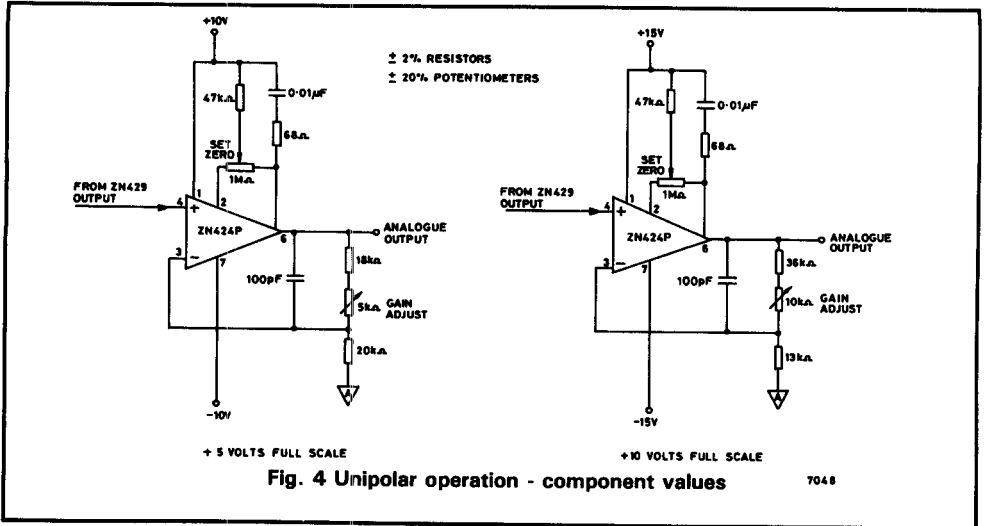 +10V
± 2% RESISTORS
± 20% POTENTIOMETERS
0·01µF
47kΩ
68Ω
SET
ZERO
1MΩ
FROM ZN429
OUTPUT
1
2
4
+
ZN424P
3
−
6
7
ANALOGUE
OUTPUT
18kΩ
100pF
5kΩ
GAIN
ADJUST
20kΩ
A
−10V
+ 5 VOLTS FULL SCALE
+15V
0·01µF
47kΩ
68Ω
SET
ZERO
1MΩ
FROM ZN429
OUTPUT
1
2
4
+
ZN424P
3
−
6
7
ANALOGUE
OUTPUT
36kΩ
100pF
10kΩ
GAIN
ADJUST
13kΩ
A
−15V
+10 VOLTS FULL SCALE
Fig. 4 Unipolar operation - component values
7048